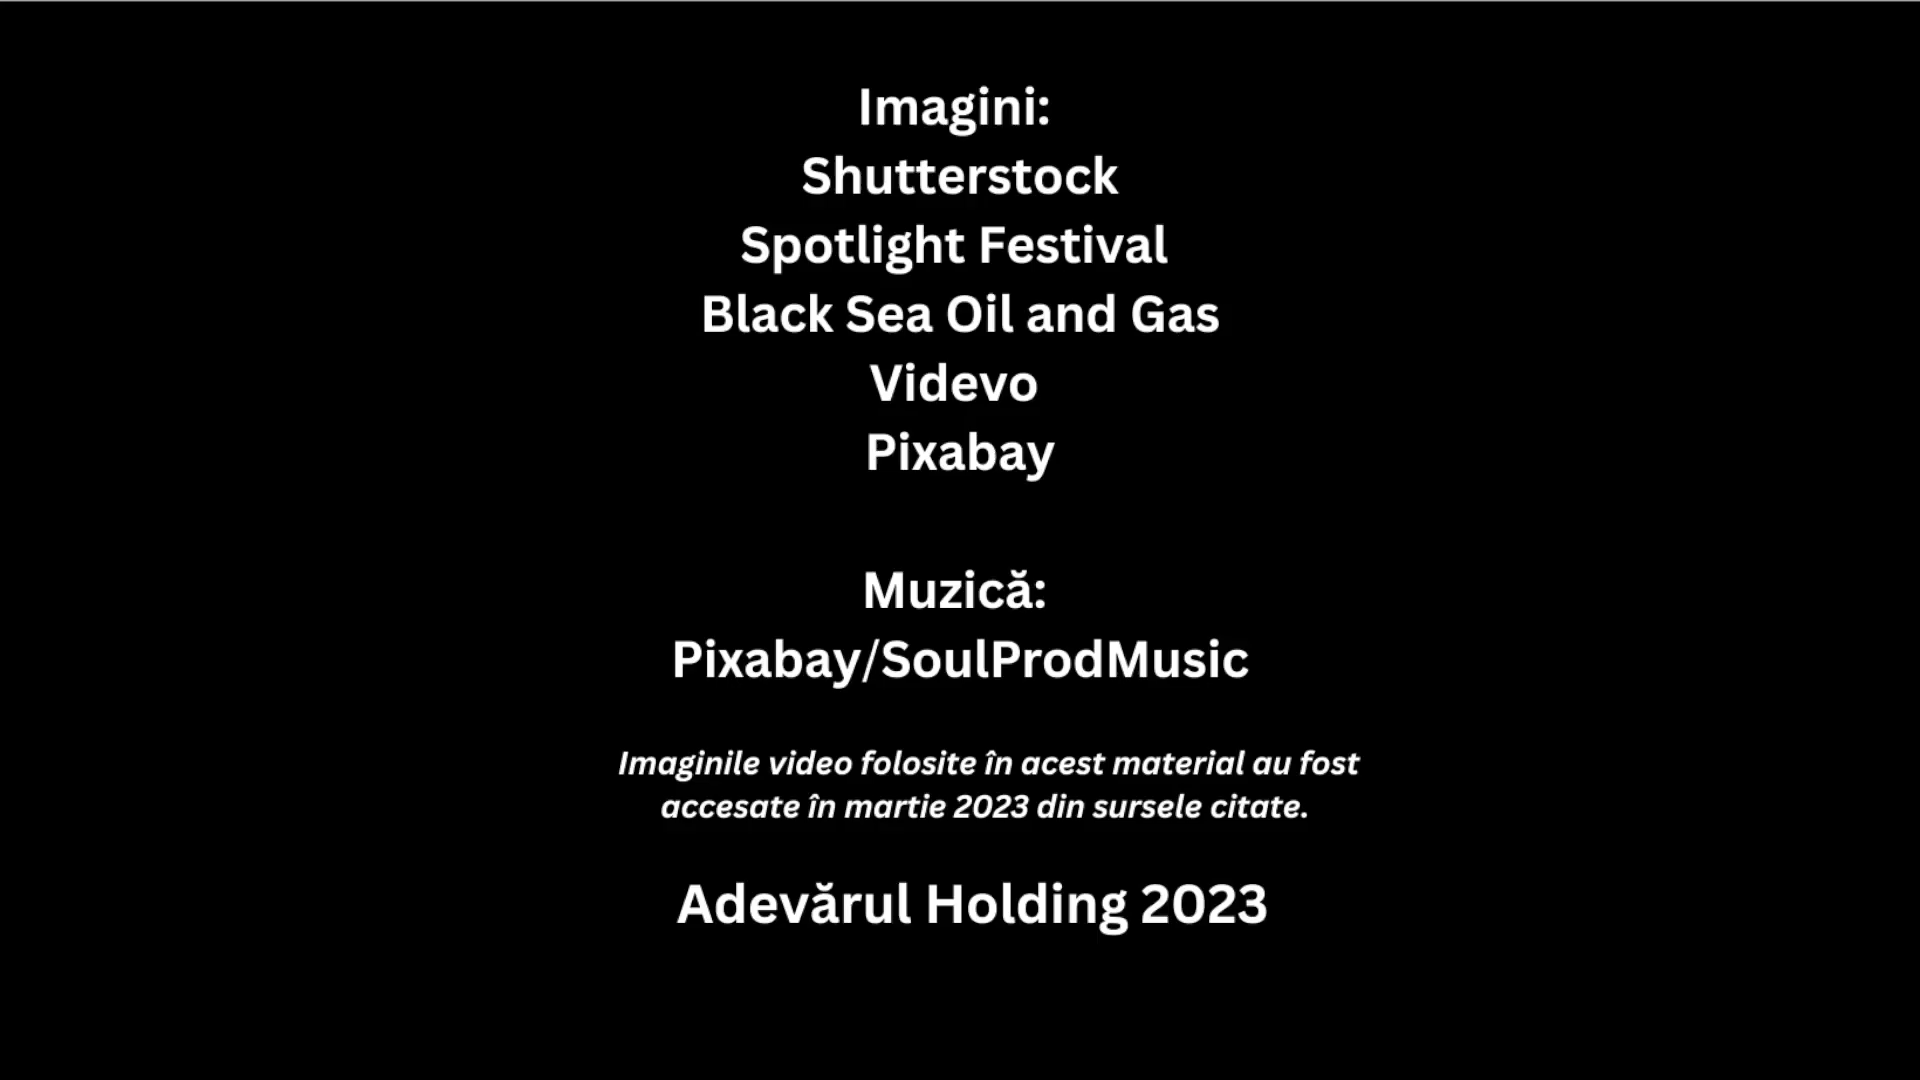 Imagini:
Shutterstock
Spotlight Festival
Black Sea Oil and Gas
Videvo
Pixabay
Muzică:
Pixabay/SoulProdMusic
Imaginile video folosite în acest material au fost
accesate în martie 2023 din sursele citate.
Adevărul Holding 2023